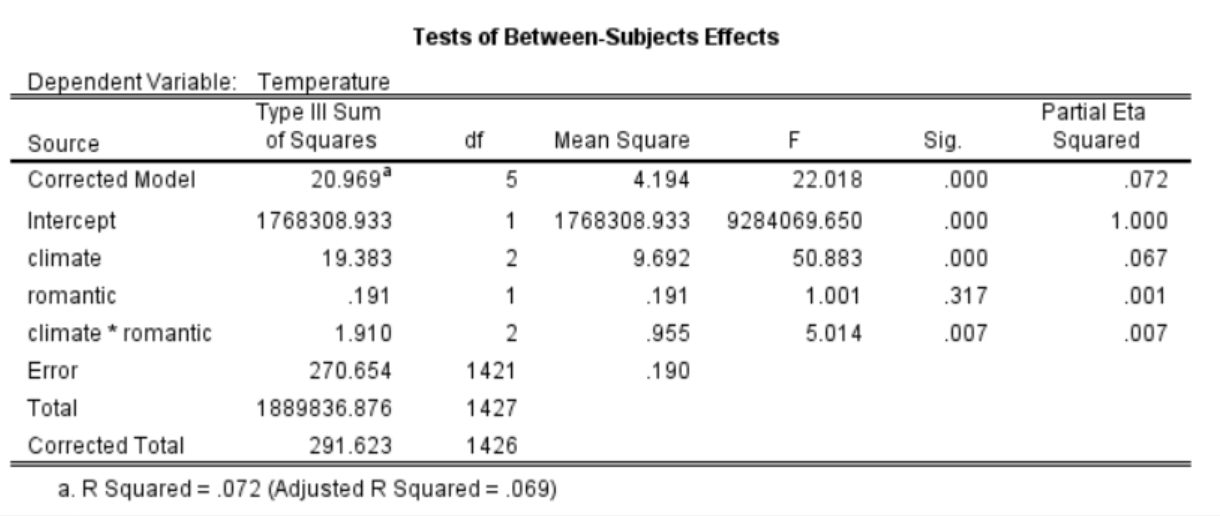 Tests of Between-Subjects Effects
Dependent Variable: Temperature
Source Type III Sum of Squares df Mean Square F Sig. Partial Eta Squared
Corrected Model 20.969a 5 4.194 22.018 .000 .072
Intercept 1768308.933 1 1768308.933 9284069.650 .000 1.000
climate 19.383 2 9.692 50.883 .000 .067
romantic .191 1 .191 1.001 .317 .001
climate * romantic 1.910 2 .955 5.014 .007 .007
Error 270.654 1421 .190
Total 1889836.876 1427
Corrected Total 291.623 1426
a. R Squared = .072 (Adjusted R Squared = .069)